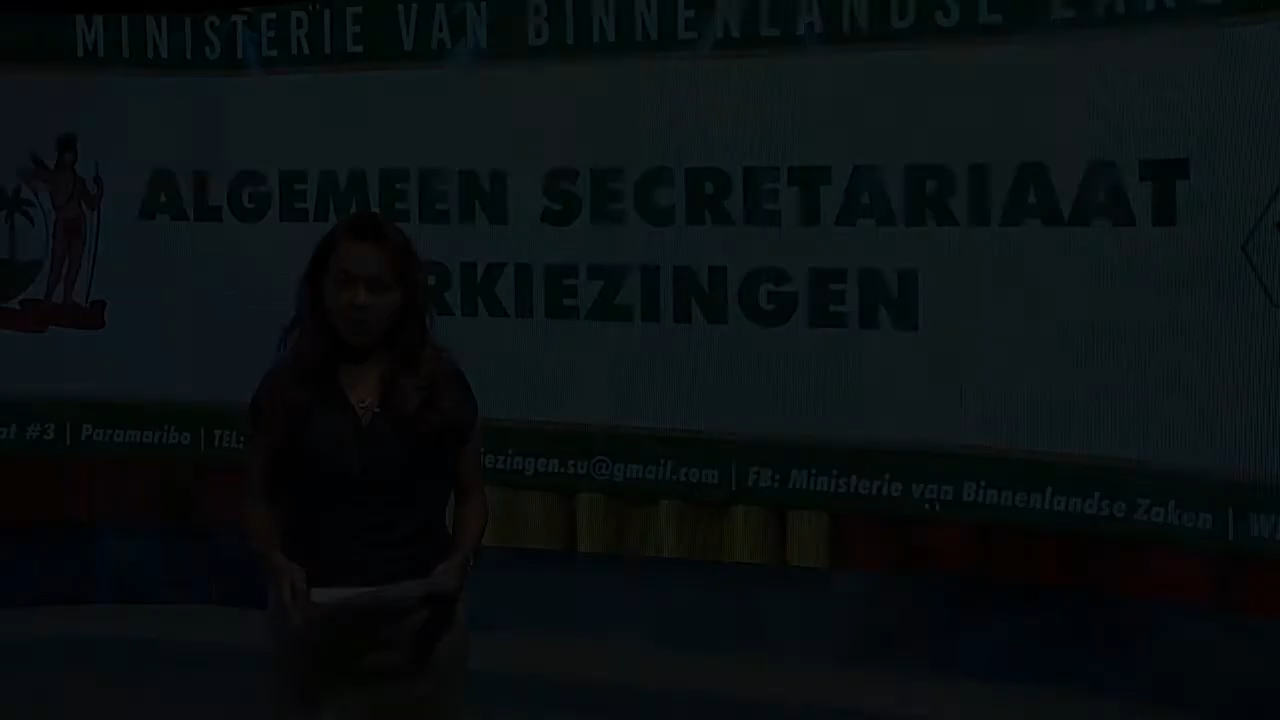 MINISTERIE VAN BINNENLANDSE ZAKE
ALGEMEEN SECRETARIAAT
RKIEZINGEN
at #3 | Paramaribo | TEL:
iezingen.su@gmail.com | FB: Ministerie van Binnenlandse Zaken | W